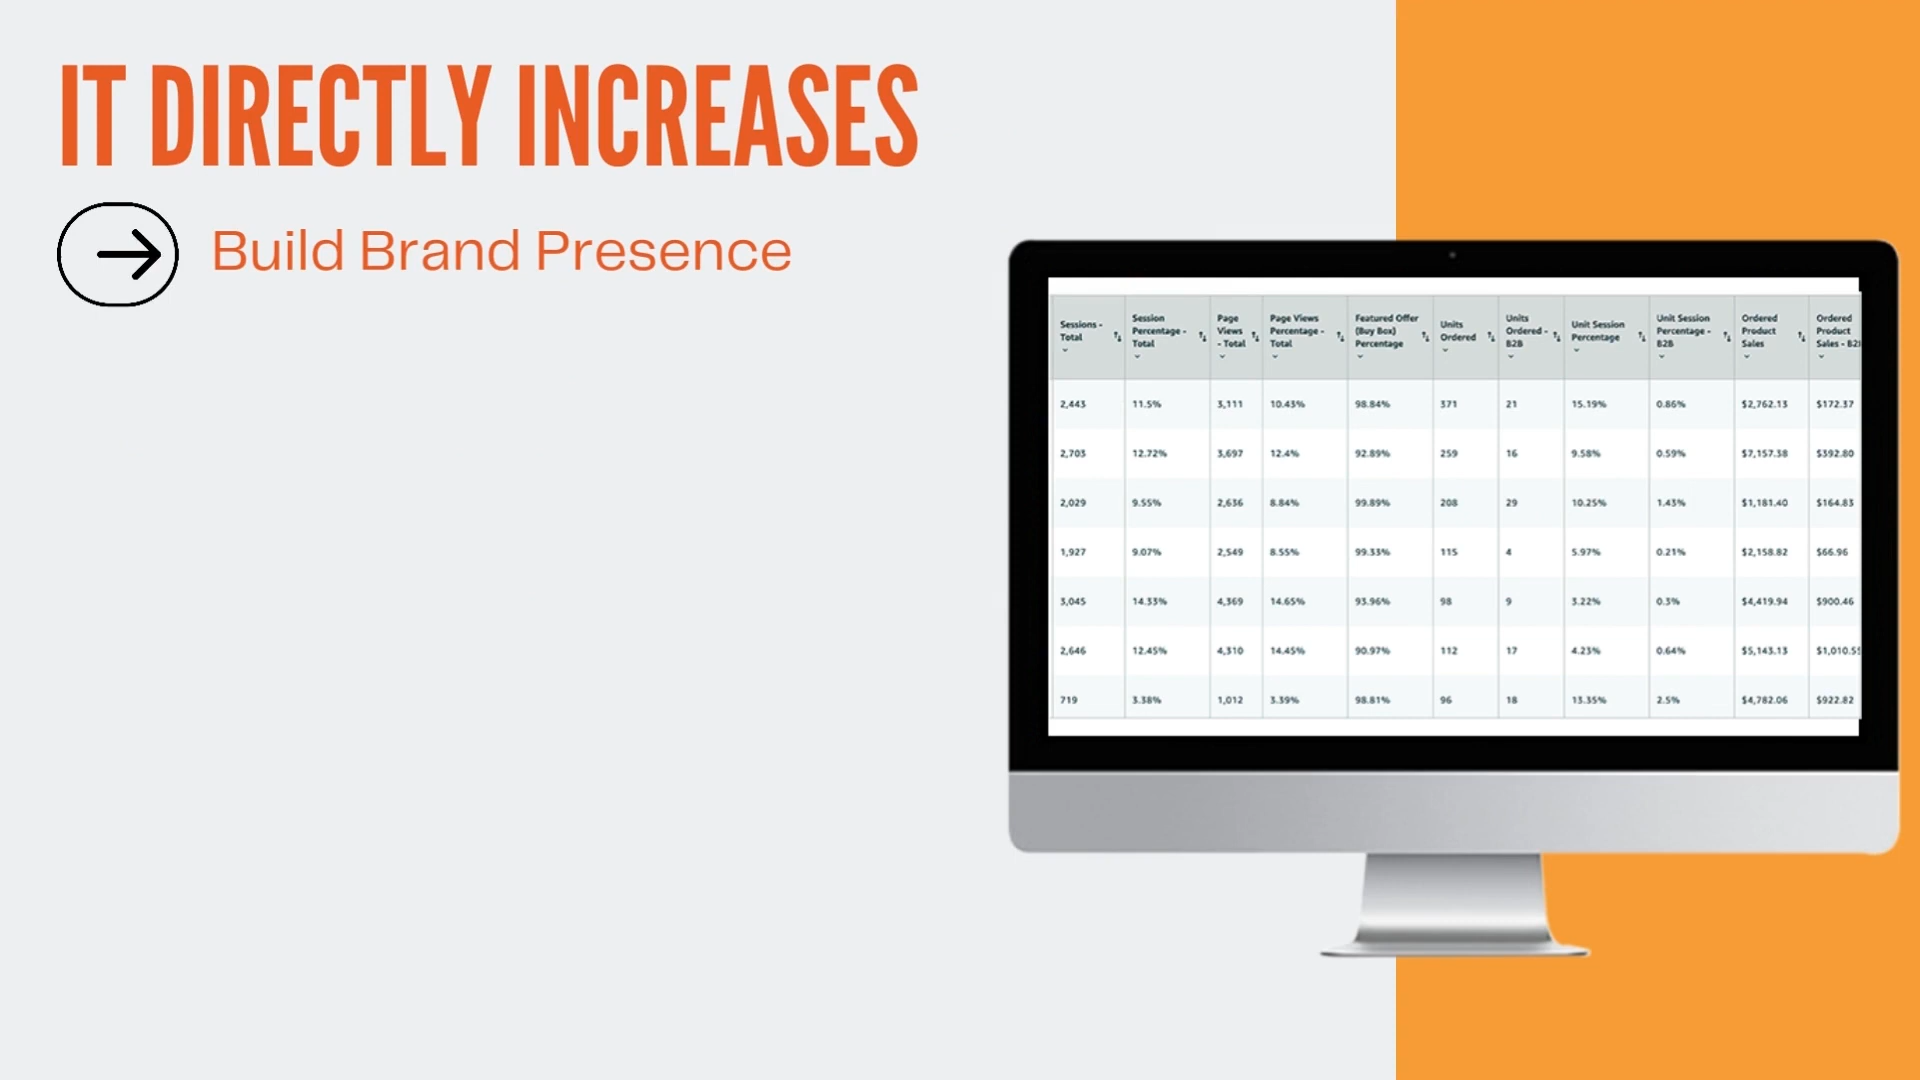 IT DIRECTLY INCREASES
Build Brand Presence
Sessions - Total
Session Percentage - Total
Page Views - Total
Page Views Percentage - Total
Featured Offer (Buy Box) Percentage
Units Ordered
Units Ordered - B2B
Unit Session Percentage
Unit Session Percentage - B2B
Ordered Product Sales
Ordered Product Sales - B2B
2,443 11.5% 3,111 10.43% 98.84% 371 21 15.19% 0.86% $2,762.13 $172.37
2,703 12.72% 3,697 12.4% 92.89% 259 16 9.58% 0.59% $7,157.38 $392.80
2,029 9.55% 2,636 8.84% 99.89% 208 29 10.25% 1.43% $1,181.40 $164.83
1,927 9.07% 2,549 8.55% 99.33% 115 4 5.97% 0.21% $2,158.82 $66.96
3,045 14.33% 4,369 14.65% 93.96% 98 9 3.22% 0.3% $4,419.94 $900.46
2,646 12.45% 4,310 14.45% 90.97% 112 17 4.23% 0.64% $5,143.13 $1,010.55
719 3.38% 1,012 3.39% 98.81% 96 18 13.35% 2.5% $4,782.06 $922.82